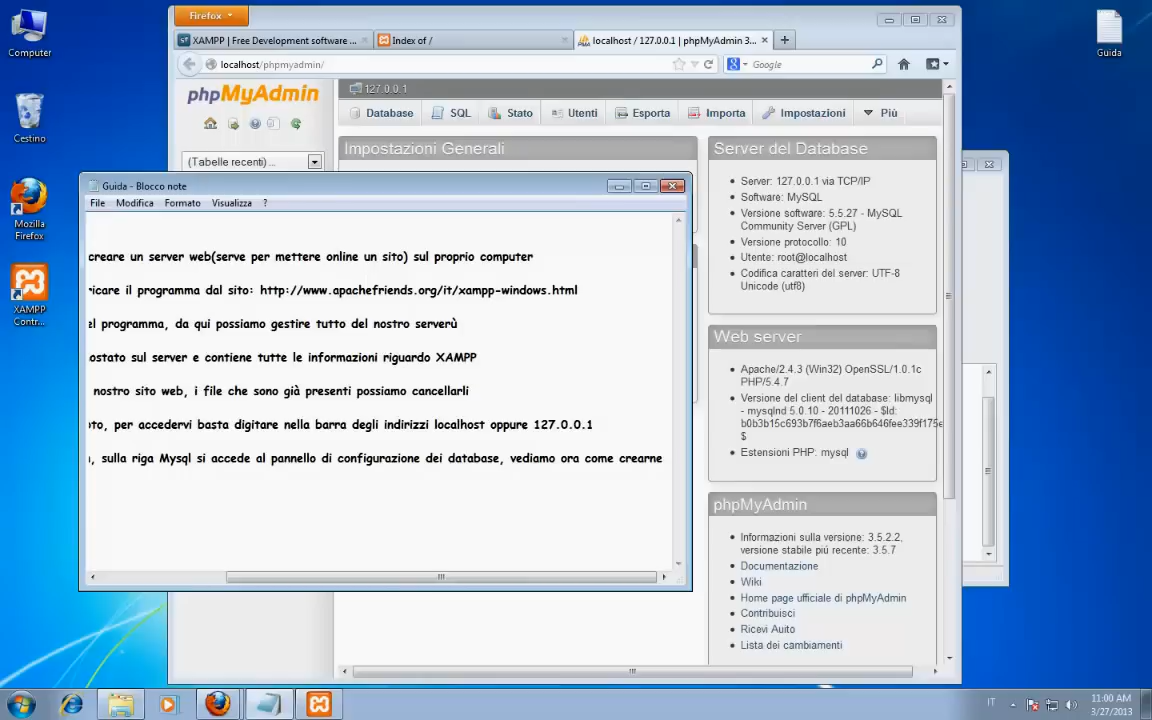 Computer
Cestino
Mozilla
Firefox
XAMPP
Contr...
Guida
Firefox
XAMPP | Free Development software ...
Index of /
localhost / 127.0.0.1 | phpMyAdmin 3...
localhost/phpmyadmin/
Google
phpMyAdmin
(Tabelle recenti) ...
127.0.0.1
Database
SQL
Stato
Utenti
Esporta
Importa
Impostazioni
Più
Impostazioni Generali
Guida - Blocco note
File Modifica Formato Visualizza ?
creare un server web(serve per mettere online un sito) sul proprio computer
ricare il programma dal sito: http://www.apachefriends.org/it/xampp-windows.html
el programma, da qui possiamo gestire tutto del nostro serverù
ostato sul server e contiene tutte le informazioni riguardo XAMPP
nostro sito web, i file che sono già presenti possiamo cancellarli
oto, per accedervi basta digitare nella barra degli indirizzi localhost oppure 127.0.0.1
, sulla riga Mysql si accede al pannello di configurazione dei database, vediamo ora come crearne
Server del Database
Server: 127.0.0.1 via TCP/IP
Software: MySQL
Versione software: 5.5.27 - MySQL
Community Server (GPL)
Versione protocollo: 10
Utente: root@localhost
Codifica caratteri del server: UTF-8
Unicode (utf8)
Web server
Apache/2.4.3 (Win32) OpenSSL/1.0.1c
PHP/5.4.7
Versione del client del database: libmysql
- mysqlnd 5.0.10 - 20111026 - $Id:
b0b3b15c693b7f6aeb3aa66b646fee339f175e
$
Estensioni PHP: mysql
phpMyAdmin
Informazioni sulla versione: 3.5.2.2,
versione stabile più recente: 3.5.7
Documentazione
Wiki
Home page ufficiale di phpMyAdmin
Contribuisci
Ricevi Aiuto
Lista dei cambiamenti
IT
11:00 AM
3/27/2013